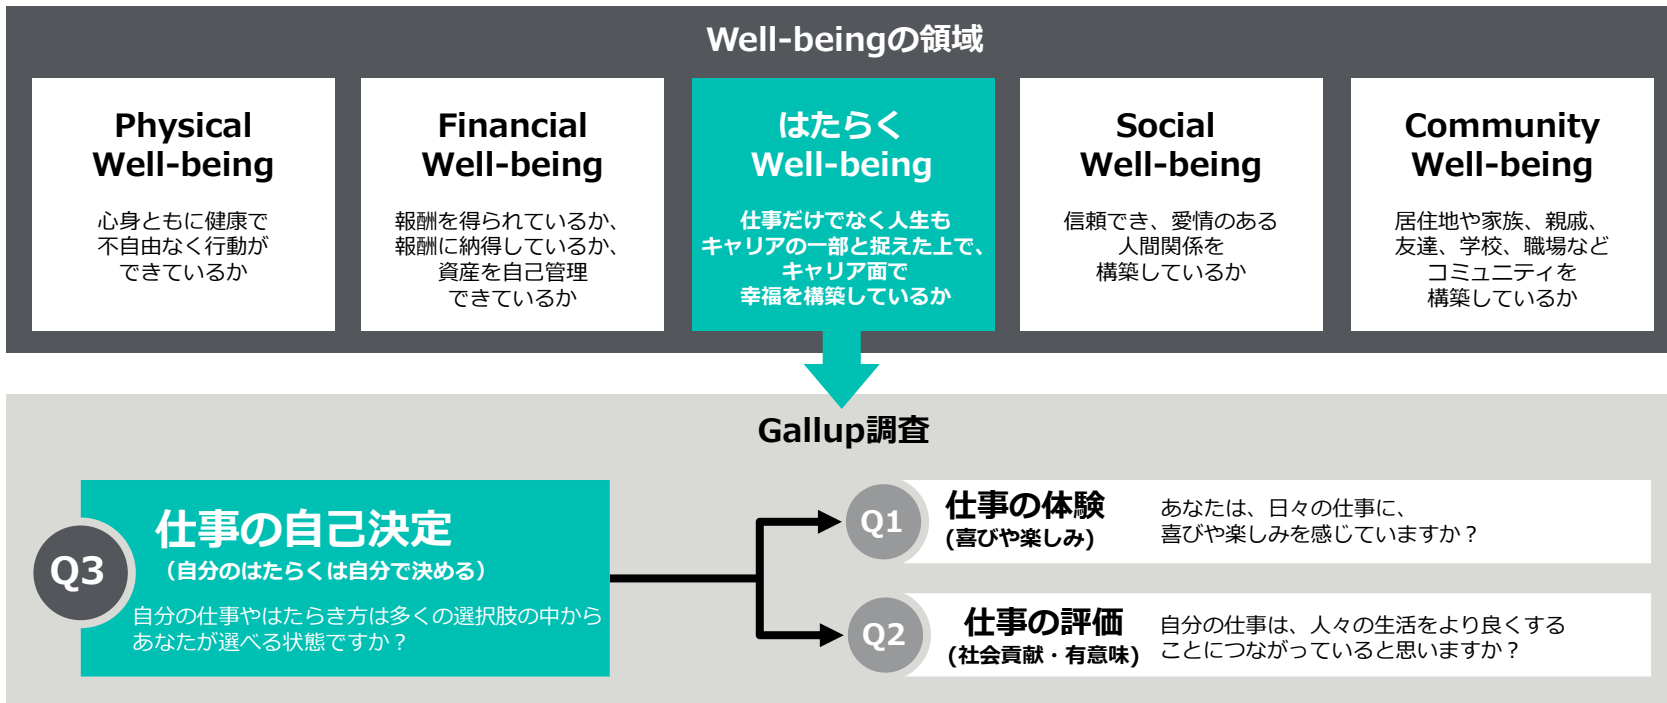 Well-beingの領域
Physical
Well-being
心身ともに健康で
不自由なく行動が
できているか
Financial
Well-being
報酬を得られているか、
報酬に納得しているか、
資産を自己管理
できているか
はたらく
Well-being
仕事だけでなく人生も
キャリアの一部と捉えた上で、
キャリア面で
幸福を構築しているか
Social
Well-being
信頼でき、愛情のある
人間関係を
構築しているか
Community
Well-being
居住地や家族、親戚、
友達、学校、職場など
コミュニティを
構築しているか
Gallup調査
Q3
仕事の自己決定
（自分のはたらくは自分で決める）
自分の仕事やはたらき方は多くの選択肢の中から
あなたが選べる状態ですか？
Q1
仕事の体験
(喜びや楽しみ)
あなたは、日々の仕事に、
喜びや楽しみを感じていますか？
Q2
仕事の評価
(社会貢献・有意味)
自分の仕事は、人々の生活をより良くする
ことにつながっていると思いますか？